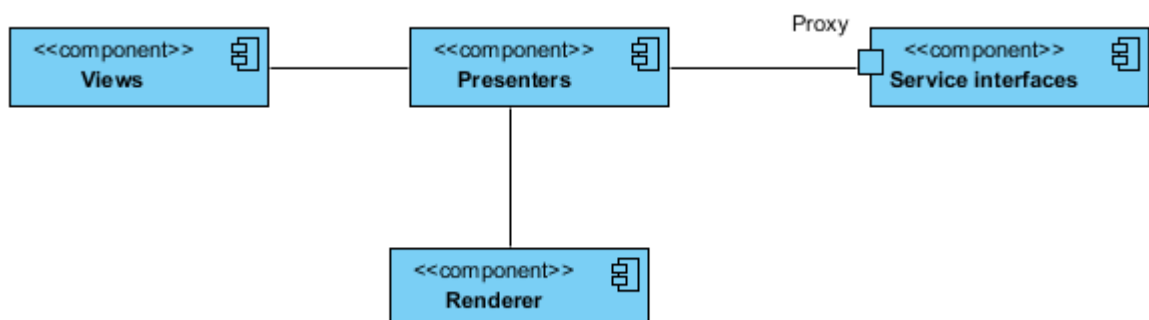 Proxy
<<component>>
Views
<<component>>
Presenters
<<component>>
Service interfaces
<<component>>
Renderer